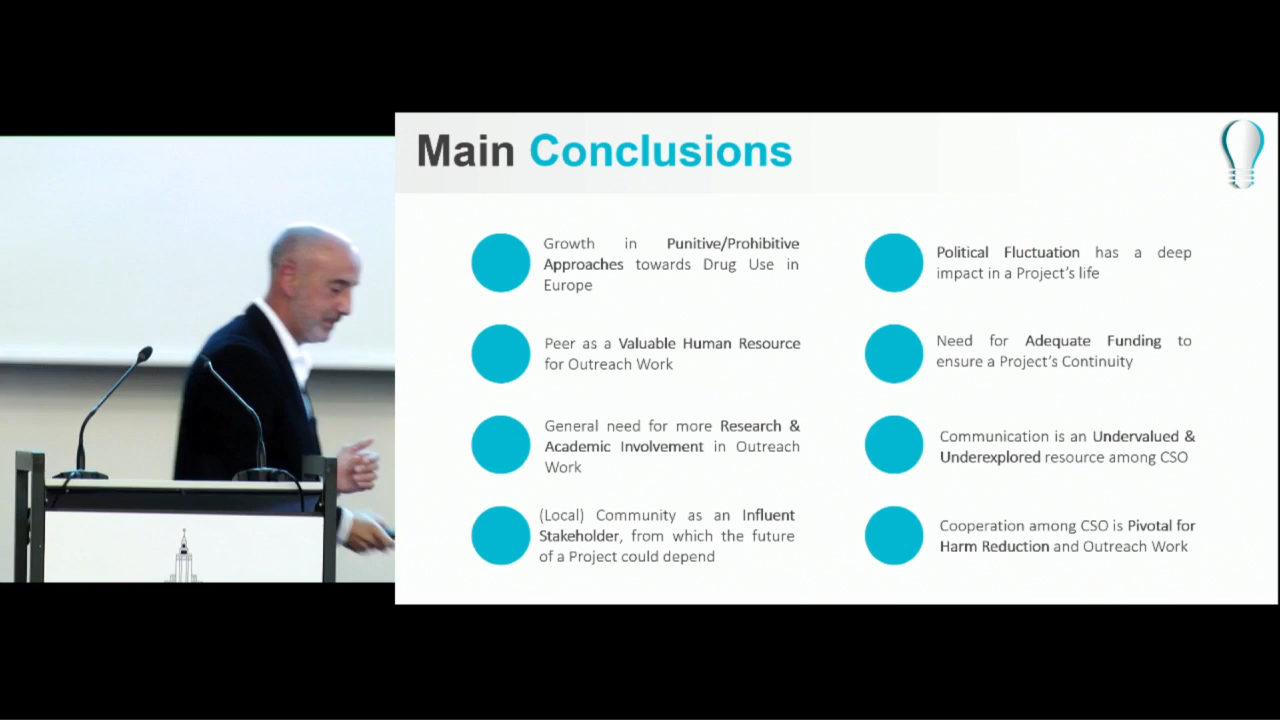 Main Conclusions
Growth in Punitive/Prohibitive
Approaches towards Drug Use in
Europe
Peer as a Valuable Human Resource
for Outreach Work
General need for more Research &
Academic Involvement in Outreach
Work
(Local) Community as an Influent
Stakeholder, from which the future
of a Project could depend
Political Fluctuation has a deep
impact in a Project's life
Need for Adequate Funding to
ensure a Project's Continuity
Communication is an Undervalued &
Underexplored resource among CSO
Cooperation among CSO is Pivotal for
Harm Reduction and Outreach Work